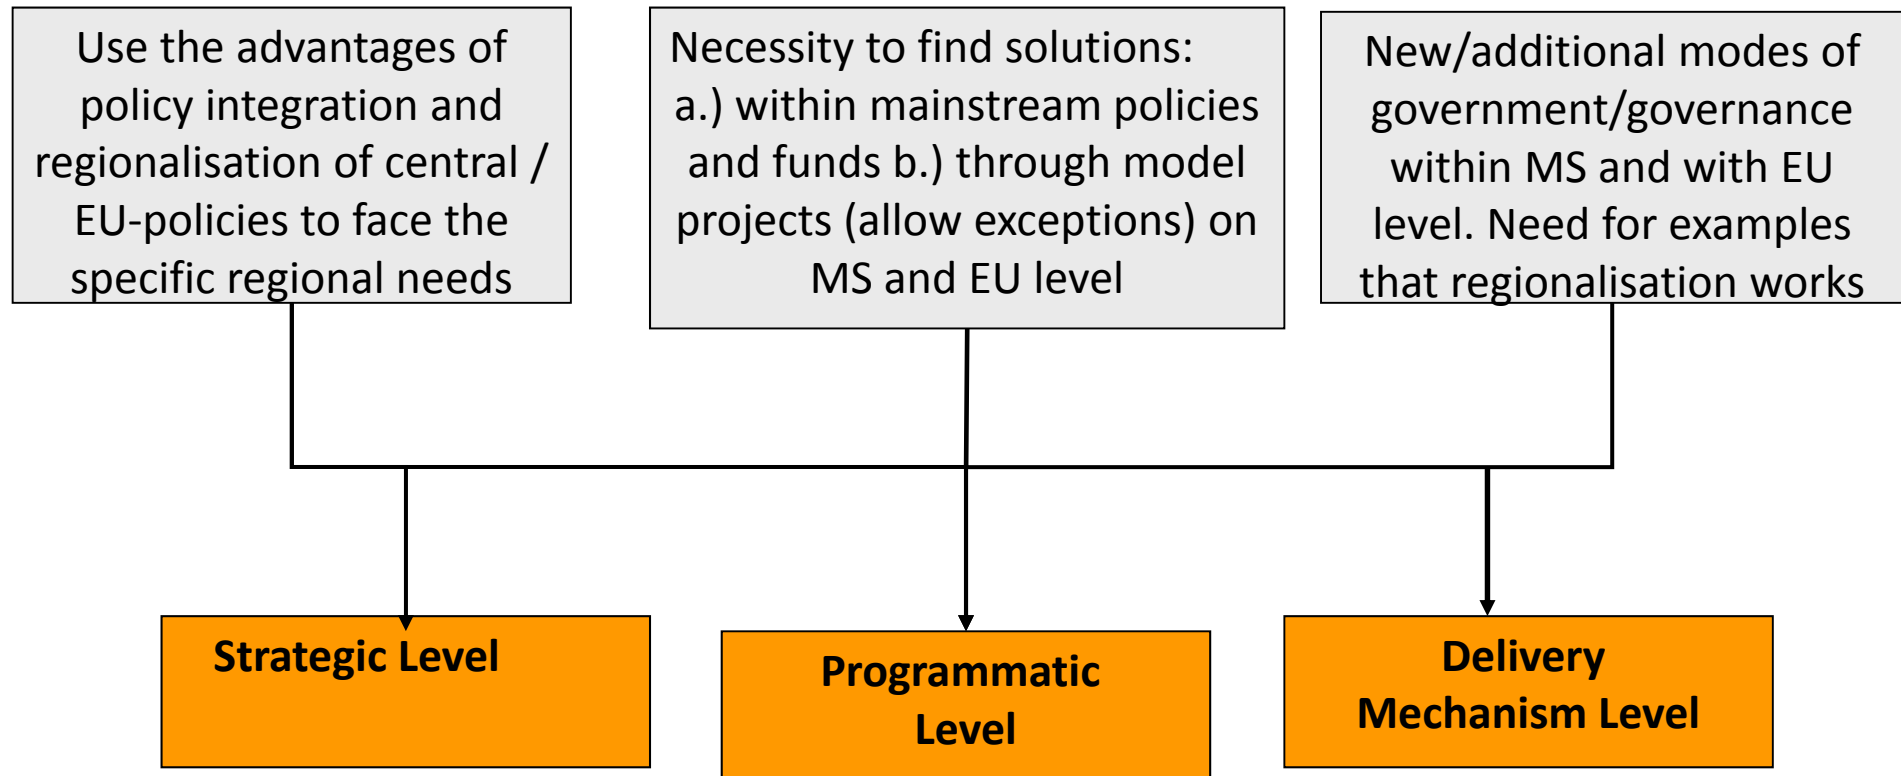 Use the advantages of
policy integration and
regionalisation of central /
EU-policies to face the
specific regional needs
Necessity to find solutions:
a.) within mainstream policies
and funds b.) through model
projects (allow exceptions) on
MS and EU level
New/additional modes of
government/governance
within MS and with EU
level. Need for examples
that regionalisation works
Strategic Level
Programmatic
Level
Delivery
Mechanism Level